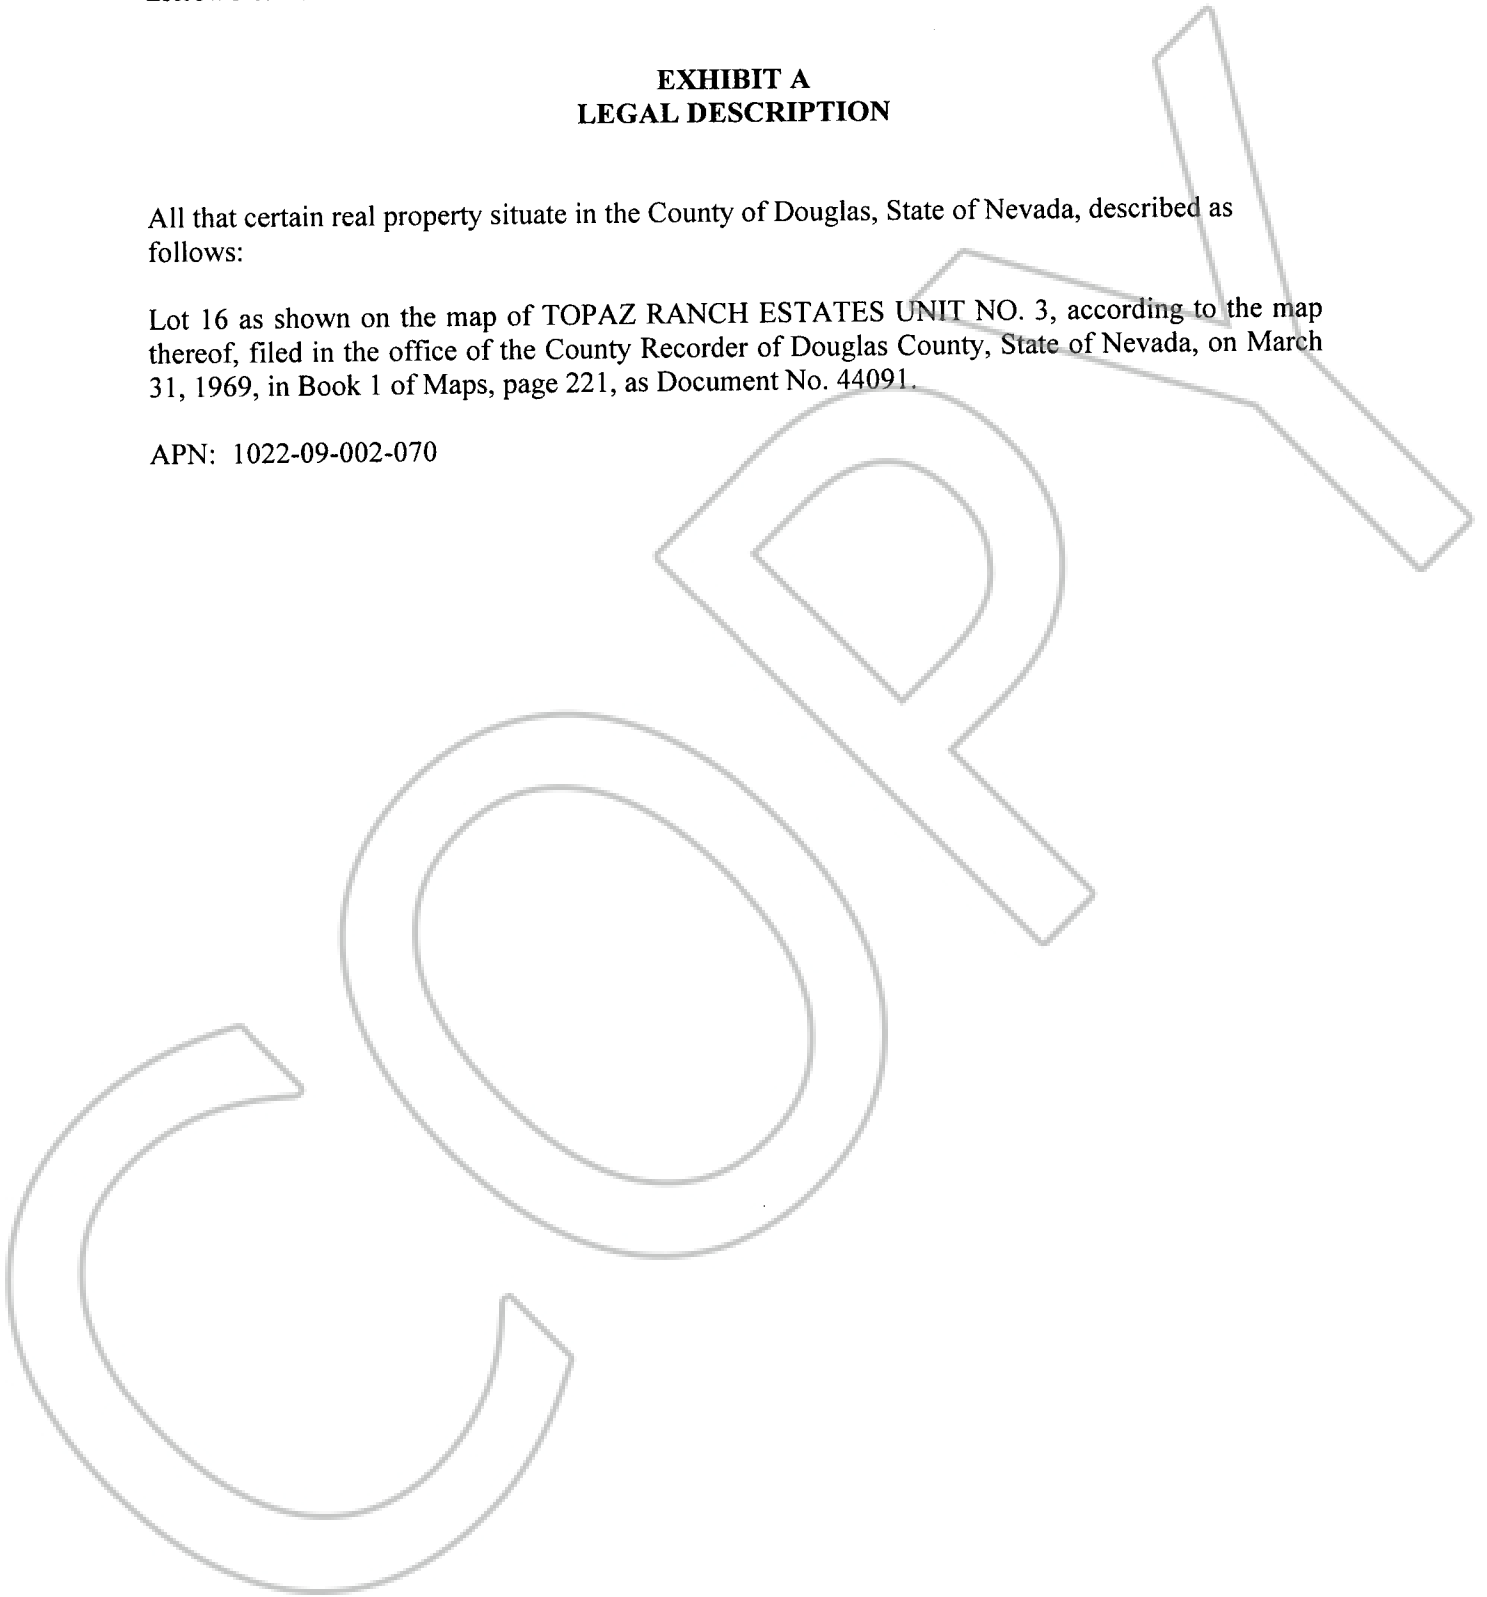 EXHIBIT A
LEGAL DESCRIPTION
All that certain real property situate in the County of Douglas, State of Nevada, described as
follows:
Lot 16 as shown on the map of TOPAZ RANCH ESTATES UNIT NO. 3, according to the map
thereof, filed in the office of the County Recorder of Douglas County, State of Nevada, on March
31, 1969, in Book 1 of Maps, page 221, as Document No. 44091.
APN: 1022-09-002-070
COPY